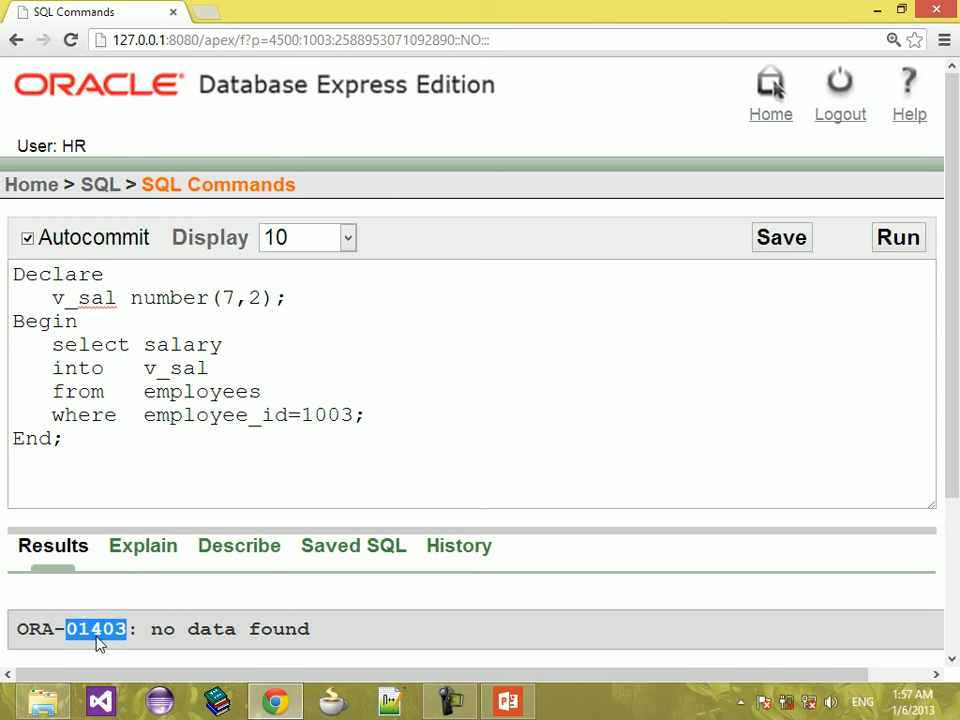 SQL Commands
127.0.0.1:8080/apex/f?p=4500:1003:2588953071092890::NO:::
ORACLE Database Express Edition
Home Logout Help
User: HR
Home > SQL > SQL Commands
Autocommit Display 10 Save Run
Declare
v_sal number(7,2);
Begin
select salary
into v_sal
from employees
where employee_id=1003;
End;
Results Explain Describe Saved SQL History
ORA-01403: no data found
ENG
1:57 AM
1/6/2013